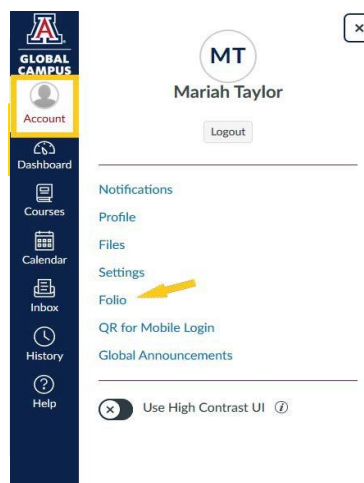 A
GLOBAL
CAMPUS
Account
Dashboard
Courses
Calendar
Inbox
History
Help
×
MT
Mariah Taylor
Logout
Notifications
Profile
Files
Settings
Folio
QR for Mobile Login
Global Announcements
Use High Contrast UI